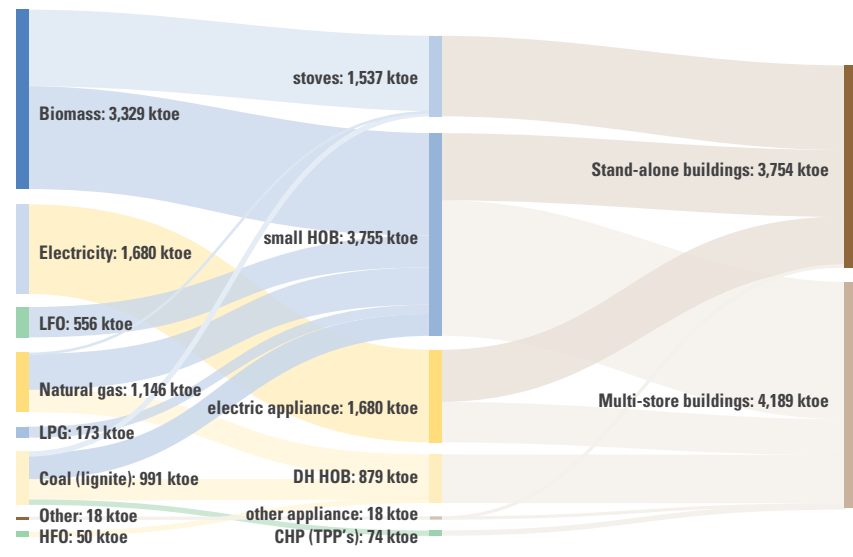 Biomass: 3,329 ktoe
Electricity: 1,680 ktoe
LFO: 556 ktoe
Natural gas: 1,146 ktoe
LPG: 173 ktoe
Coal (lignite): 991 ktoe
Other: 18 ktoe
HFO: 50 ktoe
stoves: 1,537 ktoe
small HOB: 3,755 ktoe
electric appliance: 1,680 ktoe
DH HOB: 879 ktoe
other appliance: 18 ktoe
CHP (TPP's): 74 ktoe
Stand-alone buildings: 3,754 ktoe
Multi-store buildings: 4,189 ktoe